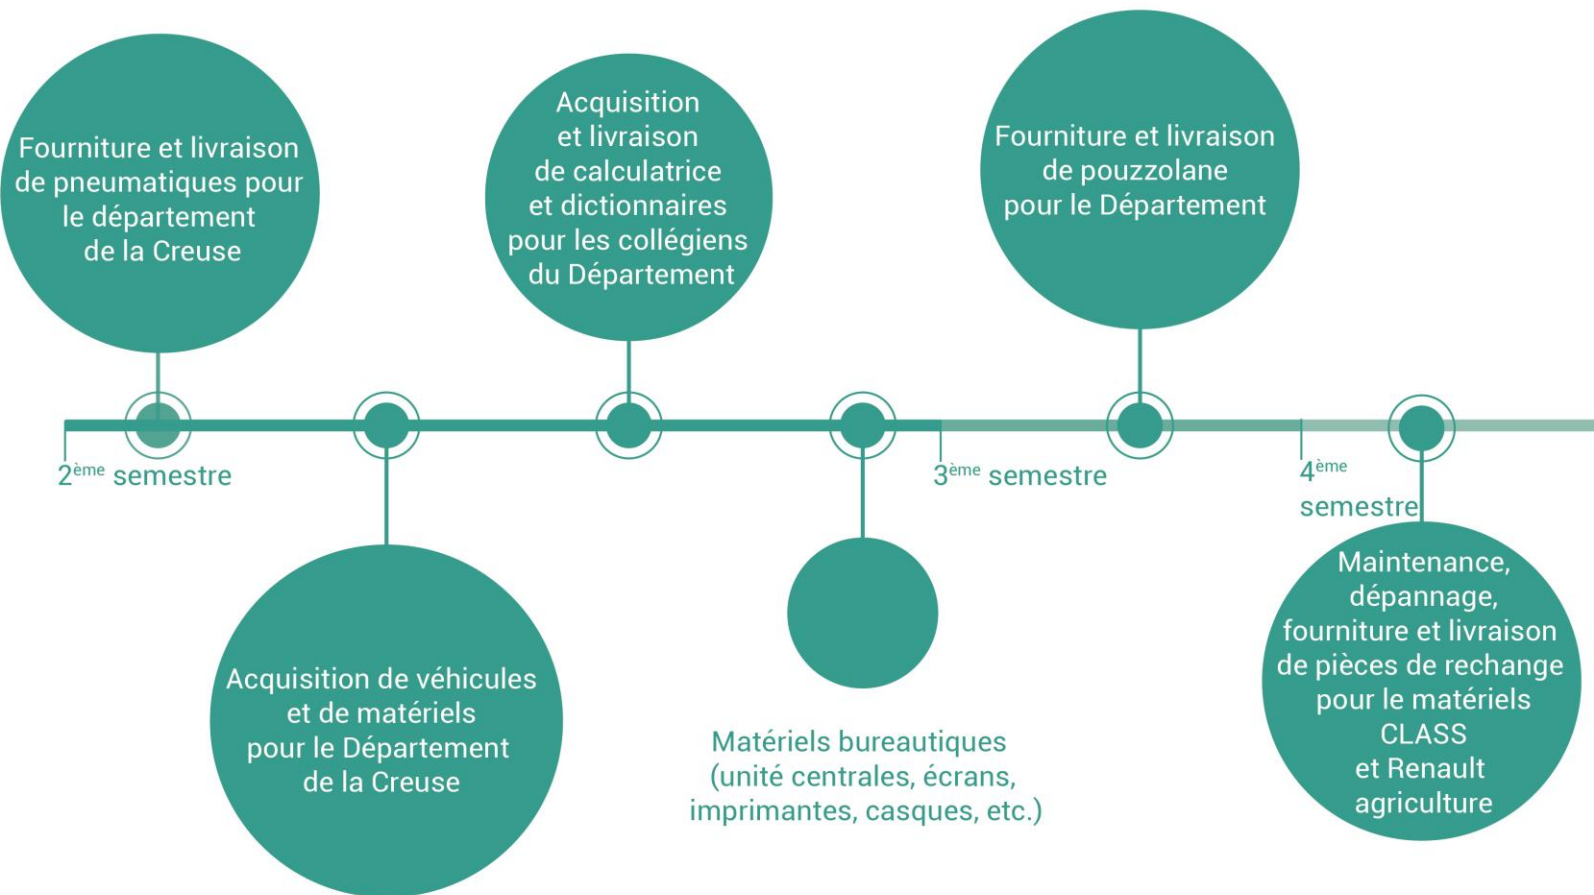 Fourniture et livraison
de pneumatiques pour
le département
de la Creuse
Acquisition
et livraison
de calculatrice
et dictionnaires
pour les collégiens
du Département
Fourniture et livraison
de pouzzolane
pour le Département
2ème semestre
3ème semestre
4ème
semestre
Acquisition de véhicules
et de matériels
pour le Département
de la Creuse
Matériels bureautiques
(unité centrales, écrans,
imprimantes, casques, etc.)
Maintenance,
dépannage,
fourniture et livraison
de pièces de rechange
pour le matériels
CLASS
et Renault
agriculture